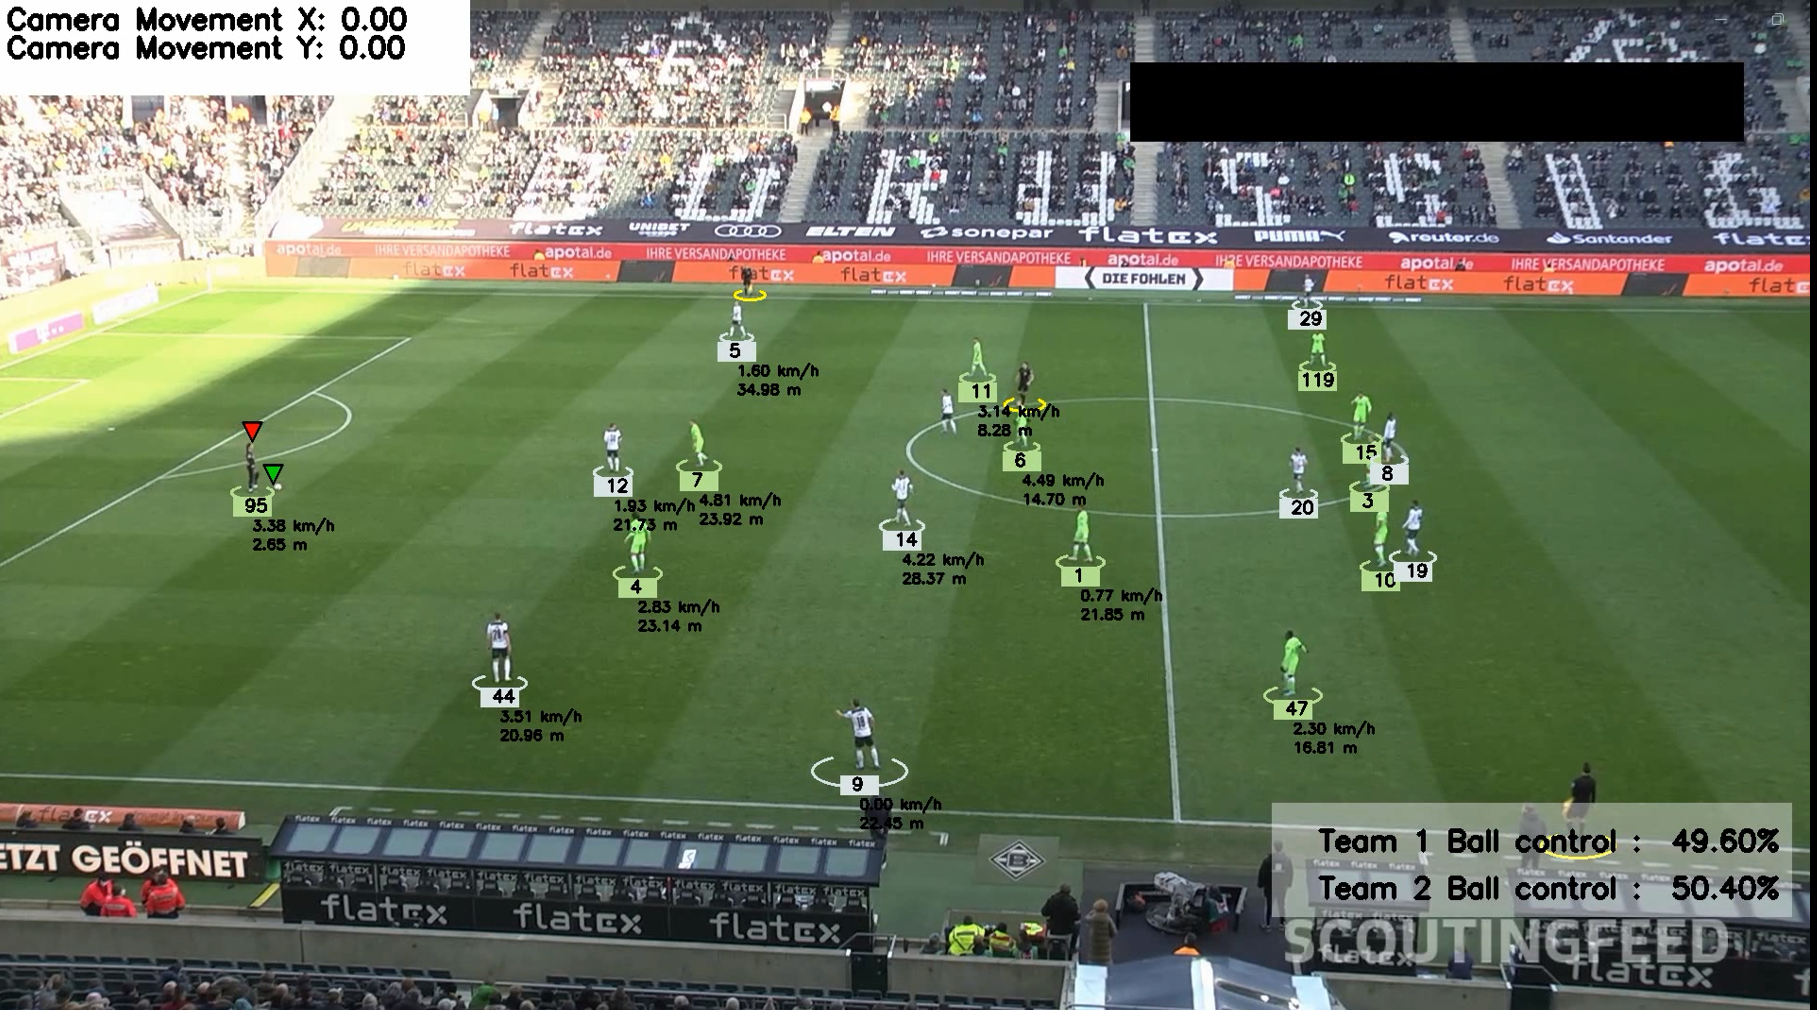 Camera Movement X: 0.00
Camera Movement Y: 0.00
BORUSSI
flatex UNIBET Audi ELTEN sonepar flatex PUMA reuter.de Santander flatex
apotal.de IHRE VERSANDAPOTHEKE apotal.de IHRE VERSANDAPOTHEKE apotal.de IHRE VERSANDAPOTHEKE apotal.de IHRE VERSANDAPOTHEKE apotal.de IHRE VERSANDAPOTHEKE apotal.de
flatex flatex flatex flatex DIE FOHLEN flatex flatex flatex
29
5
1.60 km/h
34.98 m
119
11
3.14 km/h
8.28 m
15
6
4.49 km/h
14.70 m
8
7
4.81 km/h
23.92 m
12
1.93 km/h
21.73 m
95
3.38 km/h
2.65 m
3
20
14
4.22 km/h
28.37 m
19
10
1
0.77 km/h
21.85 m
4
2.83 km/h
23.14 m
44
3.51 km/h
20.96 m
47
2.30 km/h
16.81 m
9
0.00 km/h
22.45 m
ETZT GEÖFFNET
flatex flatex flatex
Team 1 Ball control : 49.60%
Team 2 Ball control : 50.40%
SCOUTINGFEED
flatex